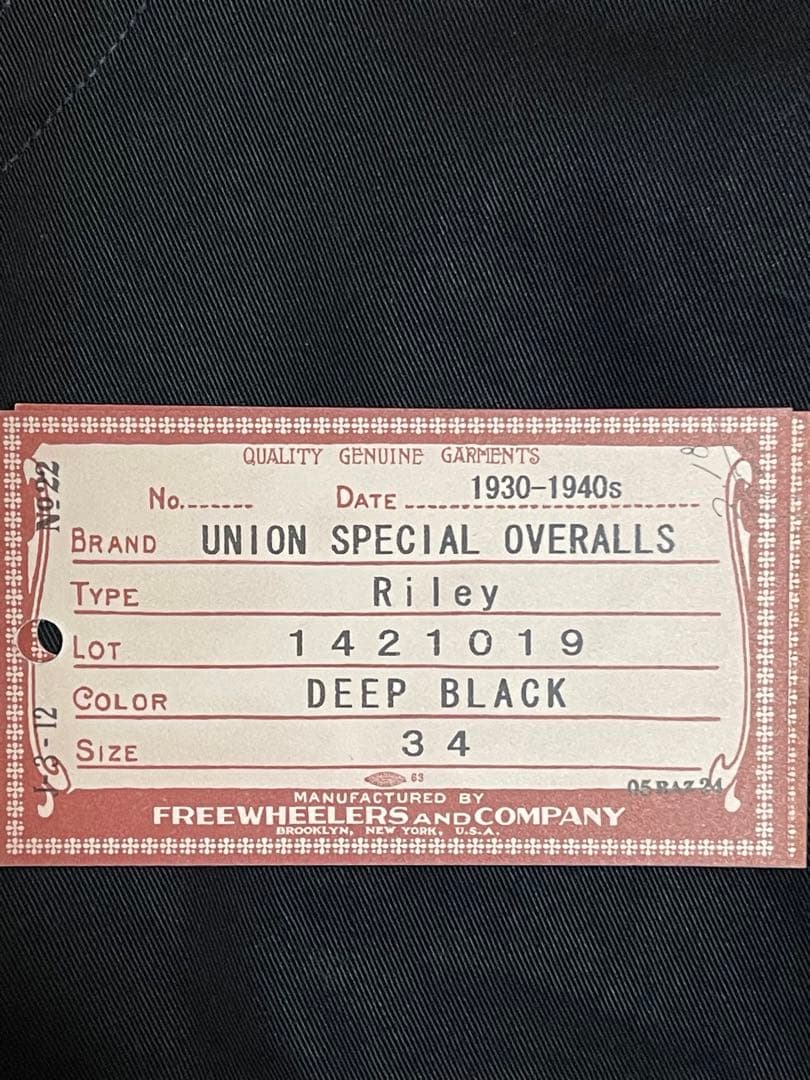 QUALITY GENUINE GARMENTS
No.------- DATE 1930-1940s
BRAND UNION SPECIAL OVERALLS
TYPE Riley
LOT 1421019
COLOR DEEP BLACK
SIZE 34
63
MANUFACTURED BY
FREEWHEELERS AND COMPANY
BROOKLYN, NEW YORK, U.S.A.
No 22